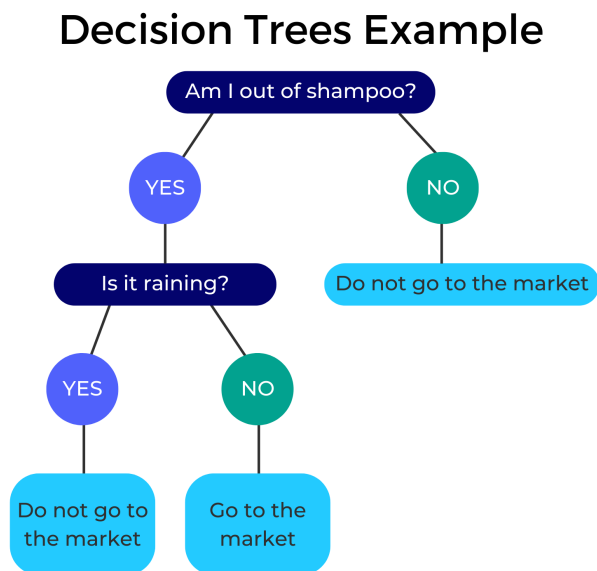 Decision Trees Example
Am I out of shampoo?
YES
NO
Is it raining?
Do not go to the market
YES
NO
Do not go to
the market
Go to the
market